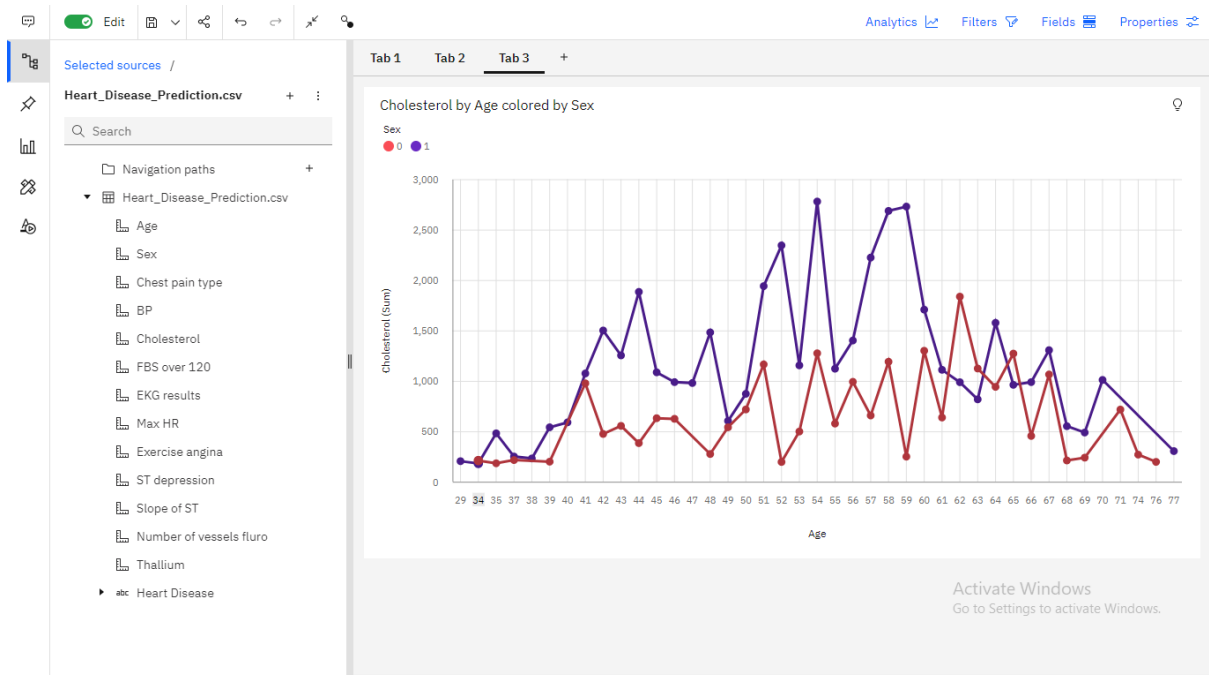 Edit
Analytics
Filters
Fields
Properties
Selected sources /
Heart_Disease_Prediction.csv
Search
Navigation paths
Heart_Disease_Prediction.csv
Age
Sex
Chest pain type
BP
Cholesterol
FBS over 120
EKG results
Max HR
Exercise angina
ST depression
Slope of ST
Number of vessels fluro
Thallium
abc Heart Disease
Tab 1 Tab 2 Tab 3 +
Cholesterol by Age colored by Sex
Sex
0 1
3,000
2,500
2,000
1,500
1,000
500
0
Cholesterol (Sum)
29 34 35 37 38 39 40 41 42 43 44 45 46 47 48 49 50 51 52 53 54 55 56 57 58 59 60 61 62 63 64 65 66 67 68 69 70 71 74 76 77
Age
Activate Windows
Go to Settings to activate Windows.